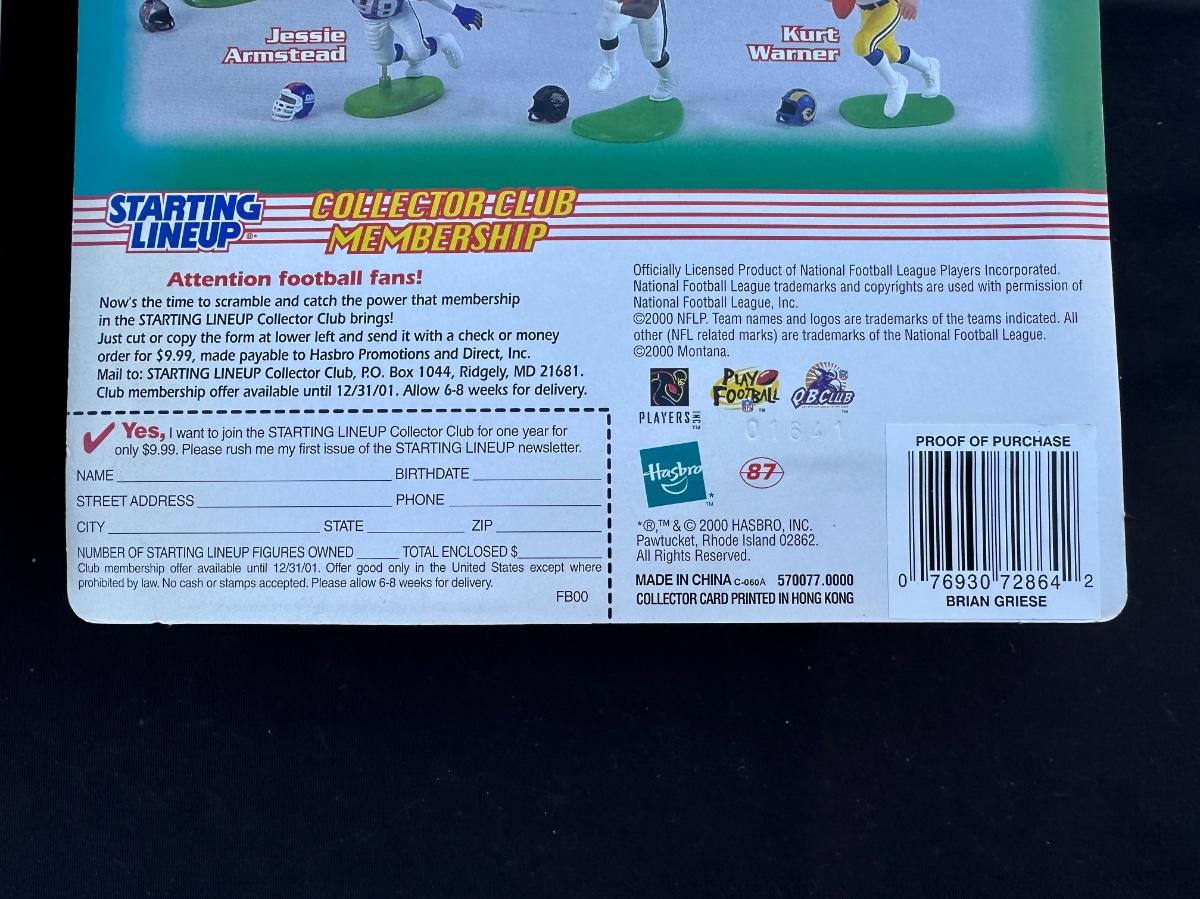 98
Jessie
Armstead
Kurt
Warner
STARTING
LINEUP®.
COLLECTOR CLUB
MEMBERSHIP
Attention football fans!
Now's the time to scramble and catch the power that membership
in the STARTING LINEUP Collector Club brings!
Just cut or copy the form at lower left and send it with a check or money
order for $9.99, made payable to Hasbro Promotions and Direct, Inc.
Mail to: STARTING LINEUP Collector Club, P.O. Box 1044, Ridgely, MD 21681.
Club membership offer available until 12/31/01. Allow 6-8 weeks for delivery.
Yes, I want to join the STARTING LINEUP Collector Club for one year for
only $9.99. Please rush me my first issue of the STARTING LINEUP newsletter.
NAME BIRTHDATE
STREET ADDRESS PHONE
CITY STATE ZIP
NUMBER OF STARTING LINEUP FIGURES OWNED TOTAL ENCLOSED $
Club membership offer available until 12/31/01. Offer good only in the United States except where
prohibited by law. No cash or stamps accepted. Please allow 6-8 weeks for delivery.
FB00
Officially Licensed Product of National Football League Players Incorporated.
National Football League trademarks and copyrights are used with permission of
National Football League, Inc.
©2000 NFLP. Team names and logos are trademarks of the teams indicated. All
other (NFL related marks) are trademarks of the National Football League.
©2000 Montana.
PLAYERS INC ™
PLAY
FOOTBALL ™
NFL
QB CLUB ™
01641
Hasbro
*
™
87
*®,™ & © 2000 HASBRO, INC.
Pawtucket, Rhode Island 02862.
All Rights Reserved.
MADE IN CHINA C-060A 570077.0000
COLLECTOR CARD PRINTED IN HONG KONG
PROOF OF PURCHASE
0 76930 72864 2
BRIAN GRIESE